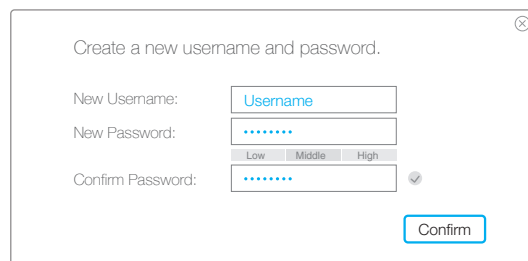 Create a new username and password.
New Username: Username
New Password: ••••••••
Low Middle High
Confirm Password: ••••••••
Confirm